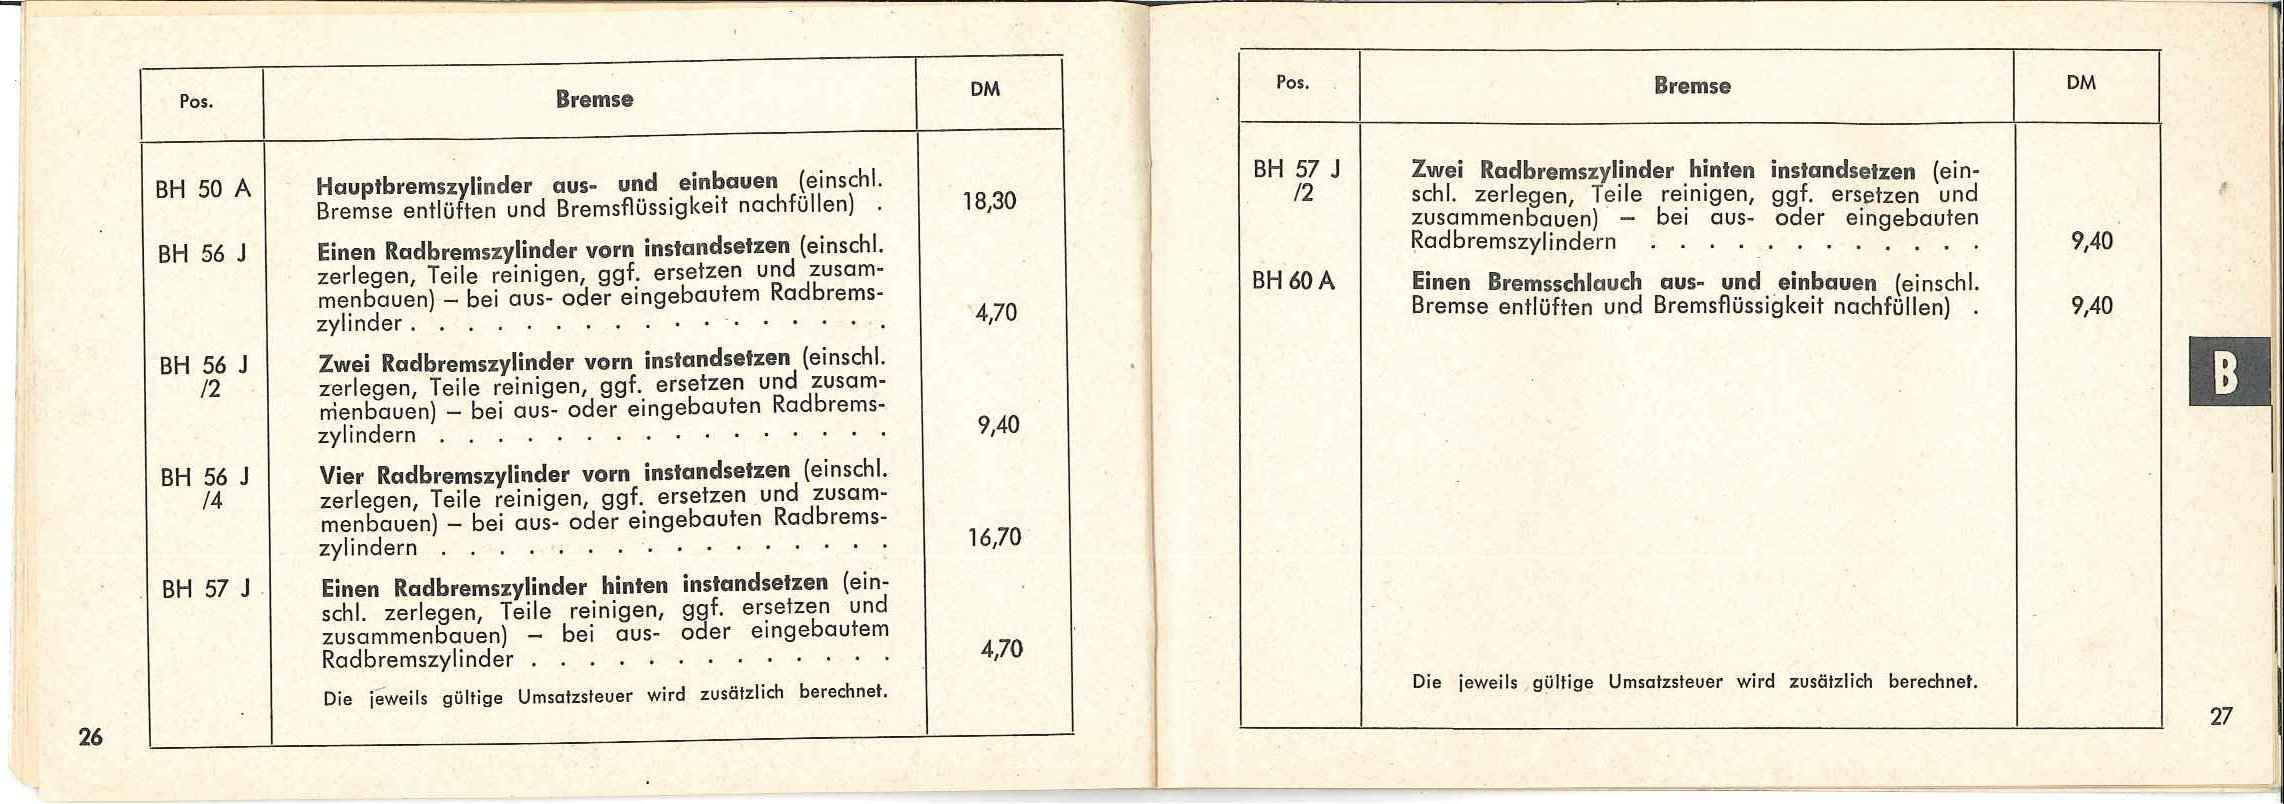 Pos. Bremse DM
BH 50 A Hauptbremszylinder aus- und einbauen (einschl.
Bremse entlüften und Bremsflüssigkeit nachfüllen) . 18,30
BH 56 J Einen Radbremszylinder vorn instandsetzen (einschl.
zerlegen, Teile reinigen, ggf. ersetzen und zusam-
menbauen) – bei aus- oder eingebautem Radbrems-
zylinder . . . . . . . . . . . . . . . . . 4,70
BH 56 J Zwei Radbremszylinder vorn instandsetzen (einschl.
/2 zerlegen, Teile reinigen, ggf. ersetzen und zusam-
menbauen) – bei aus- oder eingebauten Radbrems-
zylindern . . . . . . . . . . . . . . . . 9,40
BH 56 J Vier Radbremszylinder vorn instandsetzen (einschl.
/4 zerlegen, Teile reinigen, ggf. ersetzen und zusam-
menbauen) – bei aus- oder eingebauten Radbrems-
zylindern . . . . . . . . . . . . . . . . 16,70
BH 57 J Einen Radbremszylinder hinten instandsetzen (ein-
schl. zerlegen, Teile reinigen, ggf. ersetzen und
zusammenbauen) – bei aus- oder eingebautem
Radbremszylinder . . . . . . . . . . . . . 4,70
Die jeweils gültige Umsatzsteuer wird zusätzlich berechnet.
26
Pos. Bremse DM
BH 57 J Zwei Radbremszylinder hinten instandsetzen (ein-
/2 schl. zerlegen, Teile reinigen, ggf. ersetzen und
zusammenbauen) – bei aus- oder eingebauten
Radbremszylindern . . . . . . . . . . . . 9,40
BH 60 A Einen Bremsschlauch aus- und einbauen (einschl.
Bremse entlüften und Bremsflüssigkeit nachfüllen) . 9,40
B
Die jeweils gültige Umsatzsteuer wird zusätzlich berechnet.
27